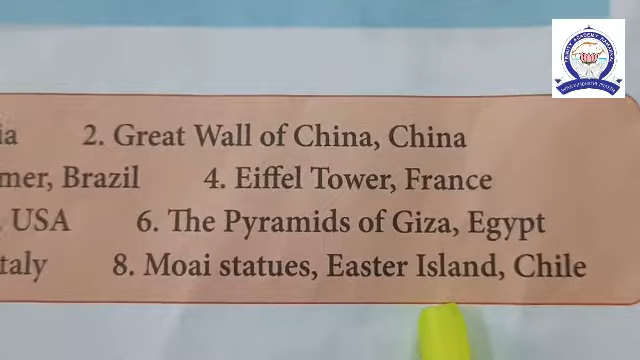 ia 2. Great Wall of China, China
mer, Brazil 4. Eiffel Tower, France
, USA 6. The Pyramids of Giza, Egypt
taly 8. Moai statues, Easter Island, Chile